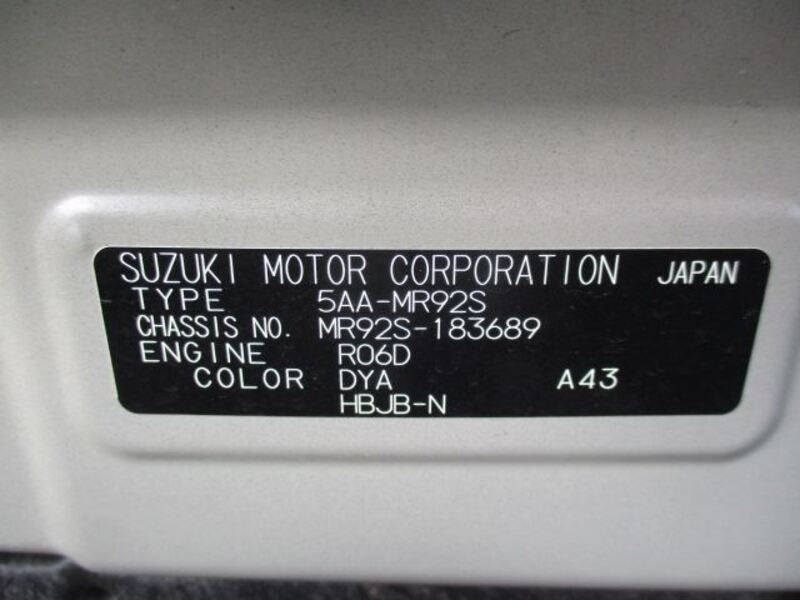 SUZUKI MOTOR CORPORATION JAPAN
TYPE 5AA-MR92S
CHASSIS NO. MR92S-183689
ENGINE R06D
COLOR DYA A43
HBJB-N